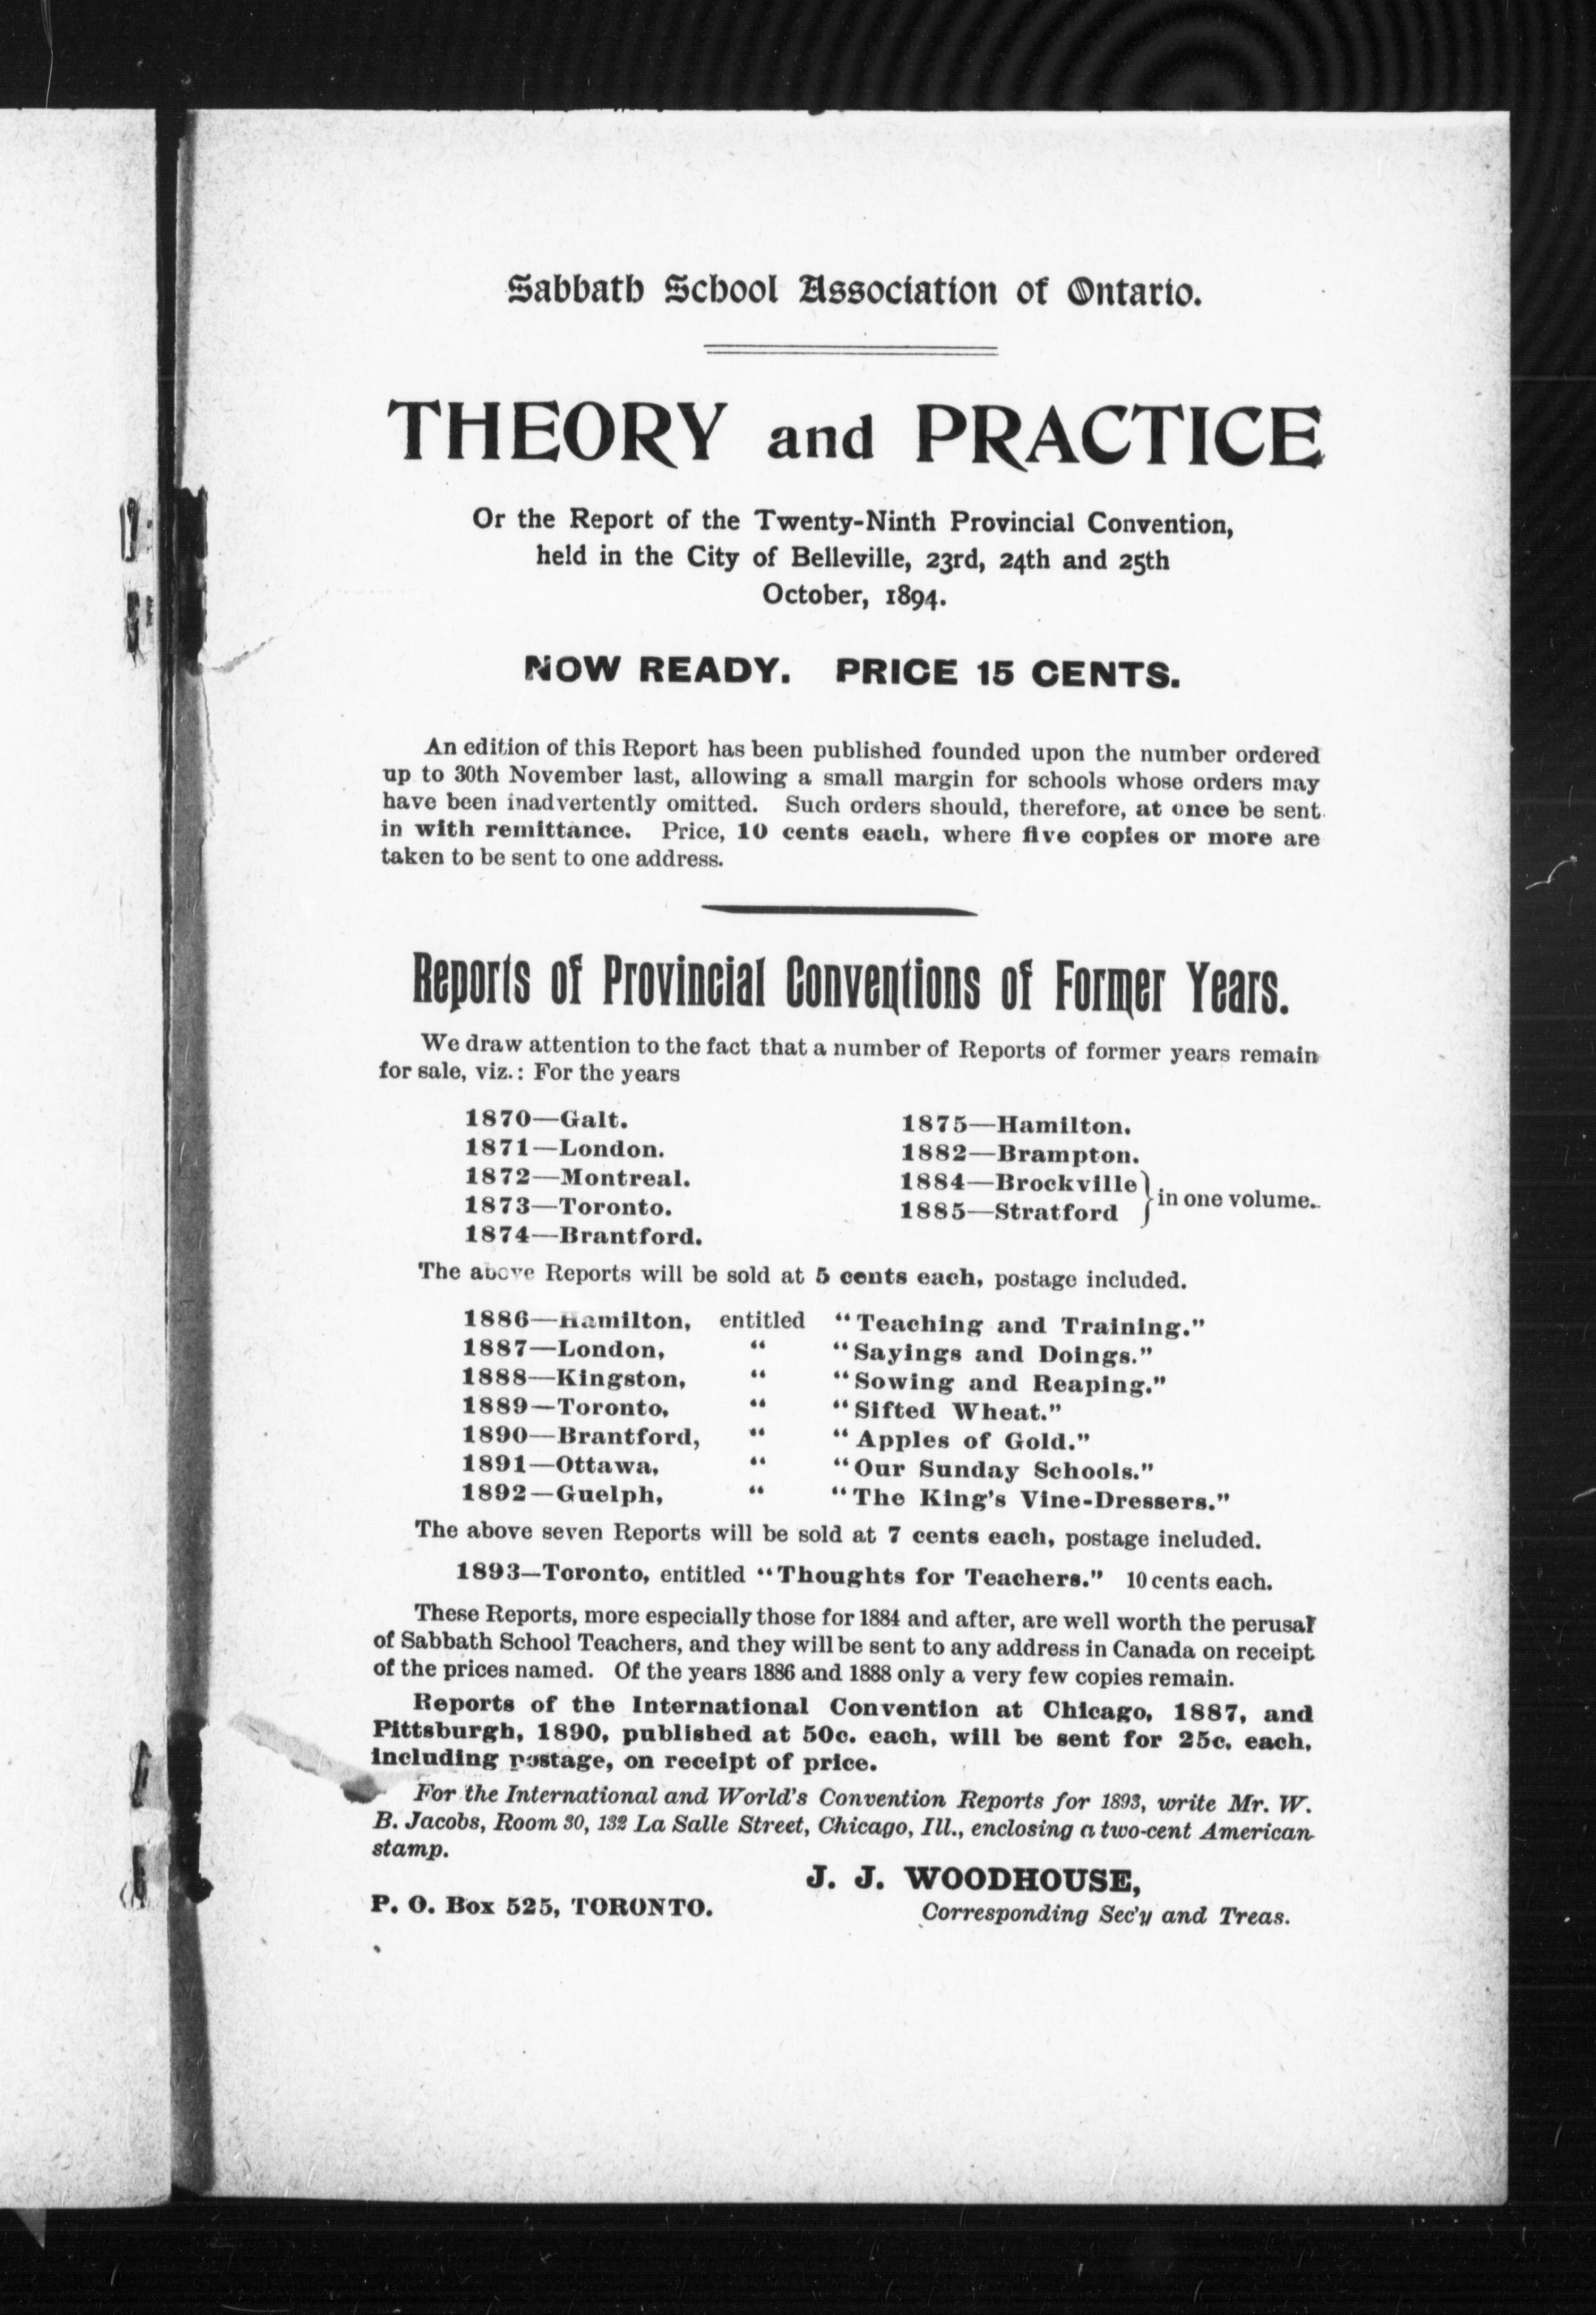 Sabbath School Association of Ontario.
THEORY and PRACTICE
Or the Report of the Twenty-Ninth Provincial Convention,
held in the City of Belleville, 23rd, 24th and 25th
October, 1894.
NOW READY. PRICE 15 CENTS.
An edition of this Report has been published founded upon the number ordered
up to 30th November last, allowing a small margin for schools whose orders may
have been inadvertently omitted. Such orders should, therefore, at once be sent
in with remittance. Price, 10 cents each, where five copies or more are
taken to be sent to one address.
Reports of Provincial Conventions of Former Years.
We draw attention to the fact that a number of Reports of former years remain
for sale, viz.: For the years
1870—Galt.
1871—London.
1872—Montreal.
1873—Toronto.
1874—Brantford.
1875—Hamilton.
1882—Brampton.
1884—Brockville
1885—Stratford } in one volume.
The above Reports will be sold at 5 cents each, postage included.
1886—Hamilton, entitled "Teaching and Training."
1887—London, " "Sayings and Doings."
1888—Kingston, " "Sowing and Reaping."
1889—Toronto, " "Sifted Wheat."
1890—Brantford, " "Apples of Gold."
1891—Ottawa, " "Our Sunday Schools."
1892—Guelph, " "The King's Vine-Dressers."
The above seven Reports will be sold at 7 cents each, postage included.
1893—Toronto, entitled "Thoughts for Teachers." 10 cents each.
These Reports, more especially those for 1884 and after, are well worth the perusal
of Sabbath School Teachers, and they will be sent to any address in Canada on receipt
of the prices named. Of the years 1886 and 1888 only a very few copies remain.
Reports of the International Convention at Chicago, 1887, and
Pittsburgh, 1890, published at 50c. each, will be sent for 25c. each,
including postage, on receipt of price.
For the International and World's Convention Reports for 1893, write Mr. W.
B. Jacobs, Room 30, 132 La Salle Street, Chicago, Ill., enclosing a two-cent American
stamp.
J. J. WOODHOUSE,
P. O. Box 525, TORONTO.
Corresponding Sec'y and Treas.